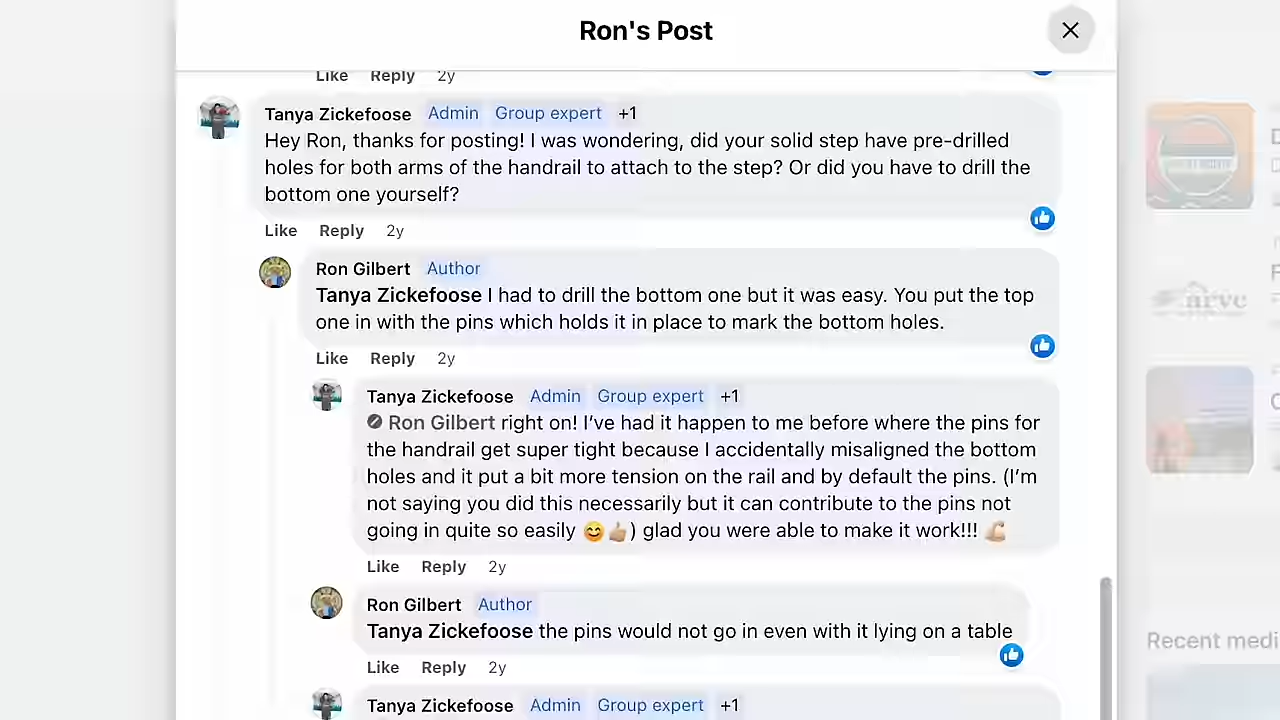 Ron's Post
Like Reply 2y
Tanya Zickefoose Admin Group expert +1
Hey Ron, thanks for posting! I was wondering, did your solid step have pre-drilled
holes for both arms of the handrail to attach to the step? Or did you have to drill the
bottom one yourself?
Like Reply 2y
Ron Gilbert Author
Tanya Zickefoose I had to drill the bottom one but it was easy. You put the top
one in with the pins which holds it in place to mark the bottom holes.
Like Reply 2y
Tanya Zickefoose Admin Group expert +1
Ron Gilbert right on! I’ve had it happen to me before where the pins for
the handrail get super tight because I accidentally misaligned the bottom
holes and it put a bit more tension on the rail and by default the pins. (I’m
not saying you did this necessarily but it can contribute to the pins not
going in quite so easily 😊👍🏼) glad you were able to make it work!!! 💪🏼
Like Reply 2y
Ron Gilbert Author
Tanya Zickefoose the pins would not go in even with it lying on a table
Like Reply 2y
Tanya Zickefoose Admin Group expert +1
Recent medi